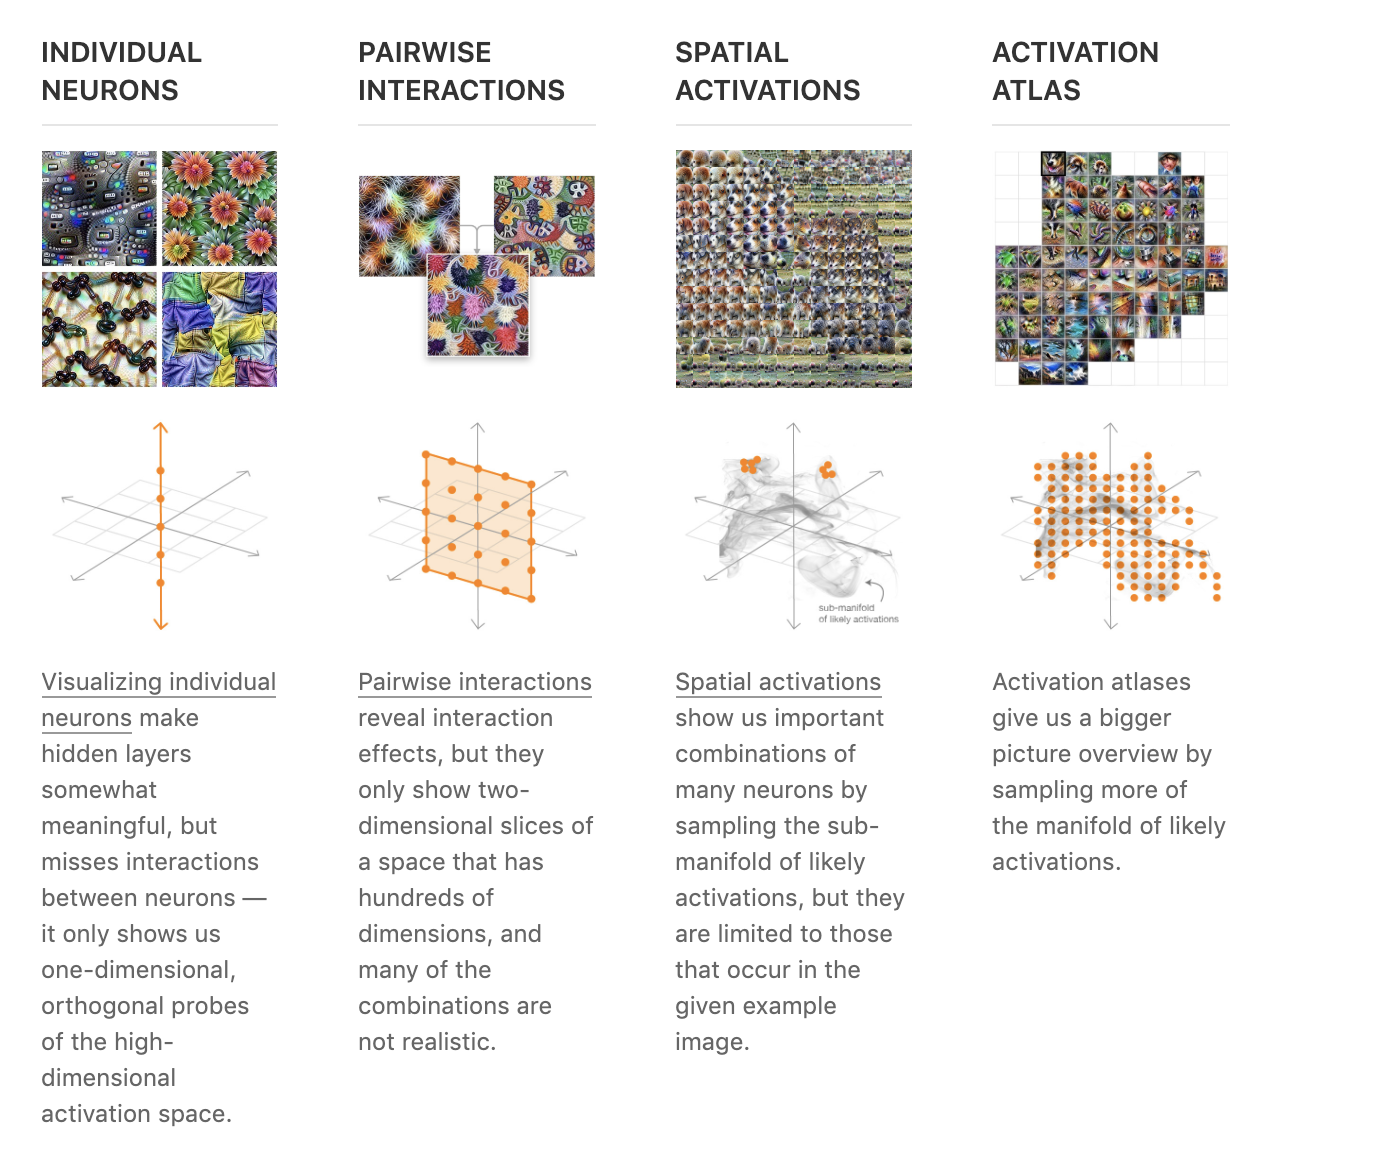 INDIVIDUAL
NEURONS
PAIRWISE
INTERACTIONS
SPATIAL
ACTIVATIONS
ACTIVATION
ATLAS
sub-manifold
of likely activations
Visualizing individual
neurons make
hidden layers
somewhat
meaningful, but
misses interactions
between neurons —
it only shows us
one-dimensional,
orthogonal probes
of the high-
dimensional
activation space.
Pairwise interactions
reveal interaction
effects, but they
only show two-
dimensional slices of
a space that has
hundreds of
dimensions, and
many of the
combinations are
not realistic.
Spatial activations
show us important
combinations of
many neurons by
sampling the sub-
manifold of likely
activations, but they
are limited to those
that occur in the
given example
image.
Activation atlases
give us a bigger
picture overview by
sampling more of
the manifold of likely
activations.